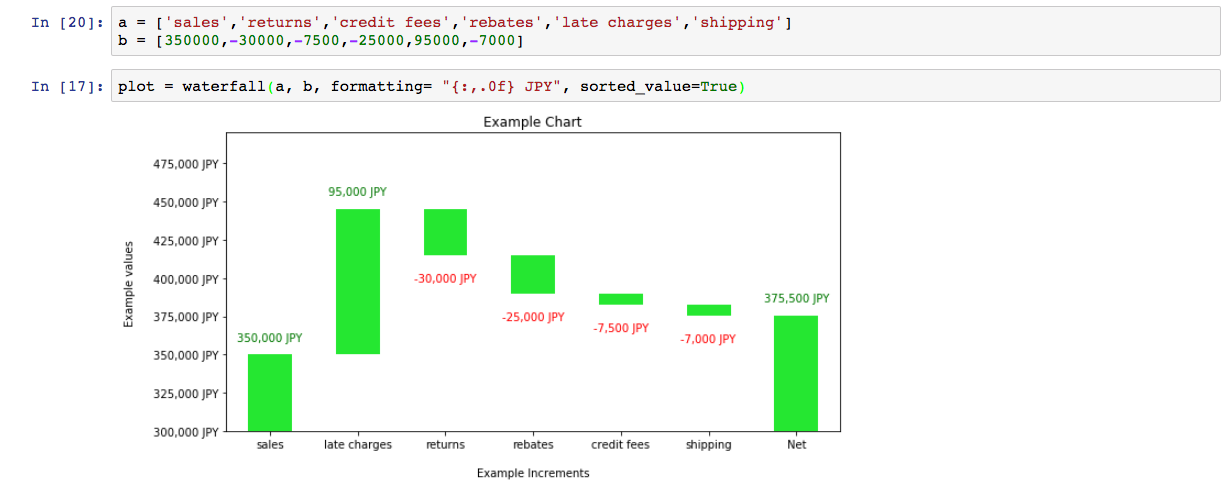 In [20]: a = ['sales','returns','credit fees','rebates','late charges','shipping']
b = [350000,-30000,-7500,-25000,95000,-7000]
In [17]: plot = waterfall(a, b, formatting= "{:,.0f} JPY", sorted_value=True)
Example Chart
475,000 JPY
450,000 JPY
425,000 JPY
400,000 JPY
375,000 JPY
350,000 JPY
325,000 JPY
300,000 JPY
Example values
350,000 JPY
95,000 JPY
-30,000 JPY
-25,000 JPY
-7,500 JPY
-7,000 JPY
375,500 JPY
sales late charges returns rebates credit fees shipping Net
Example Increments